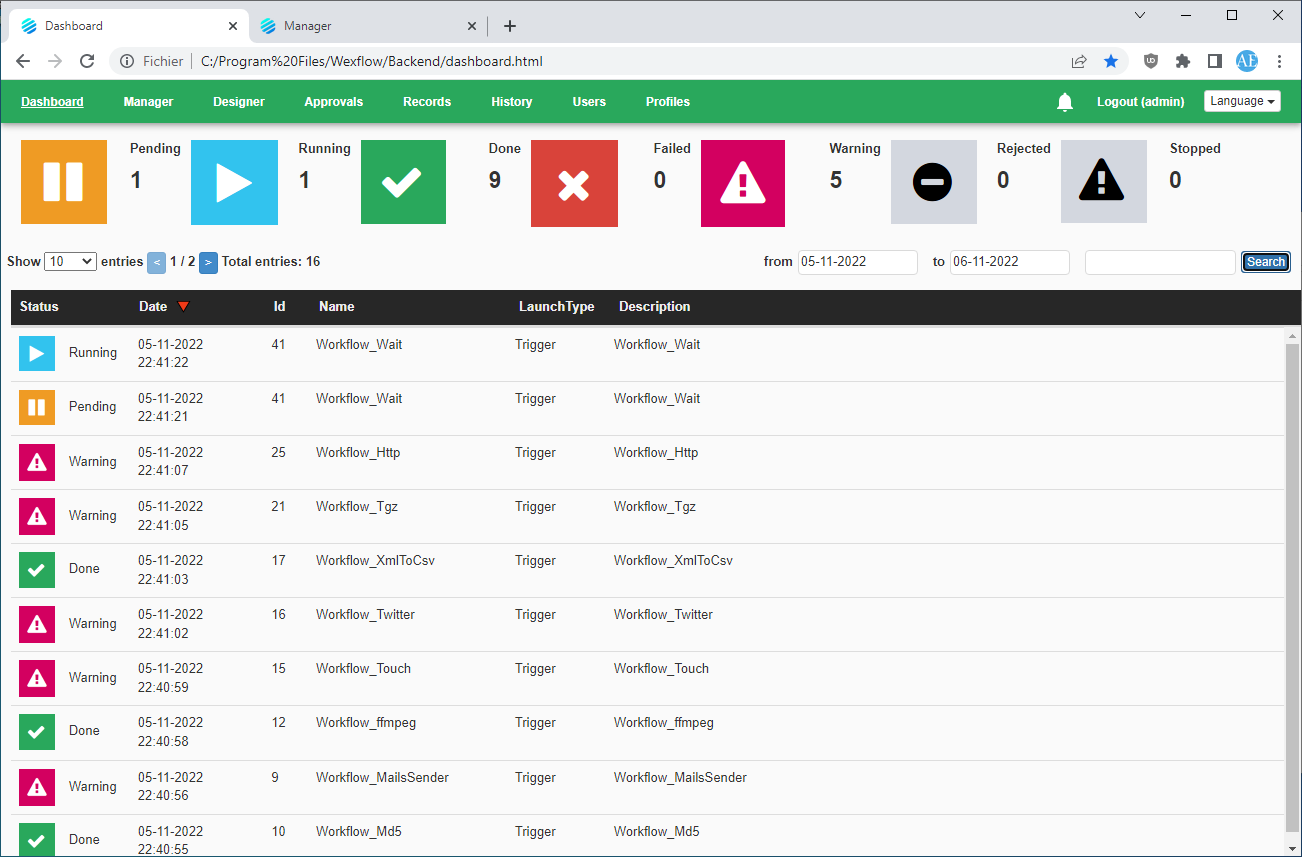 Dashboard
Manager
Fichier
C:/Program%20Files/Wexflow/Backend/dashboard.html
AE
Dashboard Manager Designer Approvals Records History Users Profiles Logout (admin) Language
Pending Running Done Failed Warning Rejected Stopped
1 1 9 0 5 0 0
Show 10 entries < 1 / 2 > Total entries: 16 from 05-11-2022 to 06-11-2022 Search
Status Date Id Name LaunchType Description
Running 05-11-2022 22:41:22 41 Workflow_Wait Trigger Workflow_Wait
Pending 05-11-2022 22:41:21 41 Workflow_Wait Trigger Workflow_Wait
Warning 05-11-2022 22:41:07 25 Workflow_Http Trigger Workflow_Http
Warning 05-11-2022 22:41:05 21 Workflow_Tgz Trigger Workflow_Tgz
Done 05-11-2022 22:41:03 17 Workflow_XmlToCsv Trigger Workflow_XmlToCsv
Warning 05-11-2022 22:41:02 16 Workflow_Twitter Trigger Workflow_Twitter
Warning 05-11-2022 22:40:59 15 Workflow_Touch Trigger Workflow_Touch
Done 05-11-2022 22:40:58 12 Workflow_ffmpeg Trigger Workflow_ffmpeg
Warning 05-11-2022 22:40:56 9 Workflow_MailsSender Trigger Workflow_MailsSender
Done 05-11-2022 22:40:55 10 Workflow_Md5 Trigger Workflow_Md5